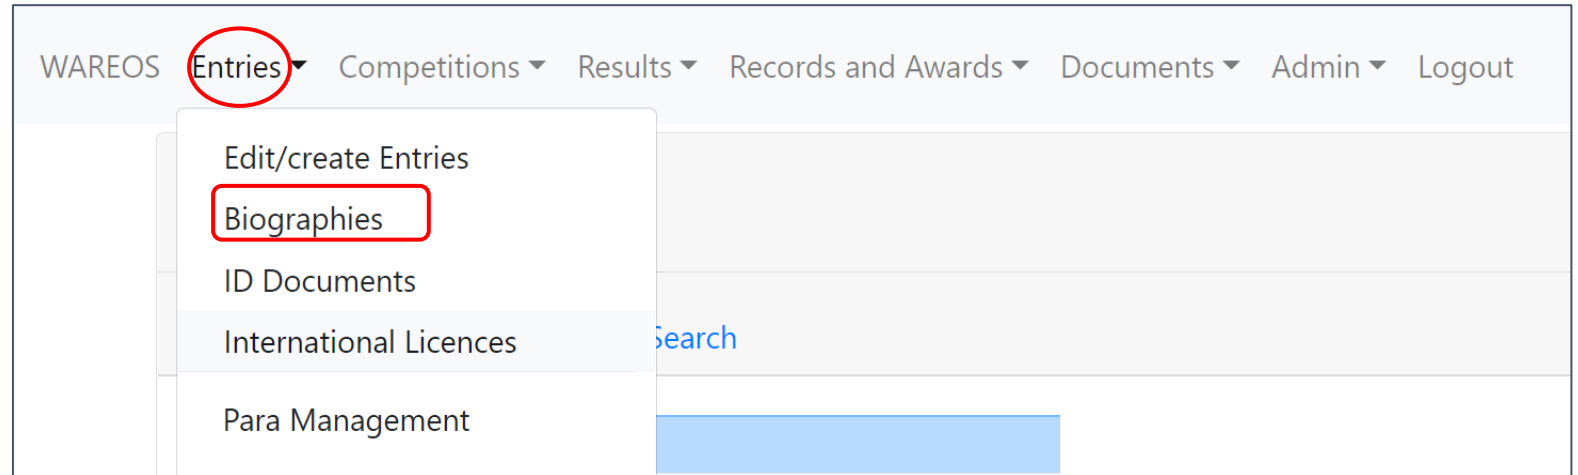 WAREOS Entries Competitions Results Records and Awards Documents Admin Logout
Edit/create Entries
Biographies
ID Documents
International Licences
Search
Para Management